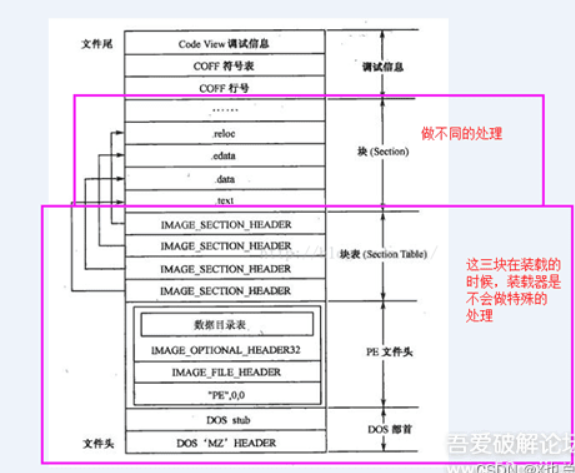 文件尾
Code View 调试信息
COFF 符号表
COFF 行号
调试信息
......
.reloc
.edata
.data
.text
块 (Section)
做不同的处理
IMAGE_SECTION_HEADER
IMAGE_SECTION_HEADER
IMAGE_SECTION_HEADER
IMAGE_SECTION_HEADER
块表 (Section Table)
这三块在装载的
时候，装载器是
不会做特殊的
处理
数据目录表
IMAGE_OPTIONAL_HEADER32
IMAGE_FILE_HEADER
"PE",0,0
PE 文件头
DOS stub
DOS 'MZ' HEADER
DOS 部首
文件头
吾爱破解论坛